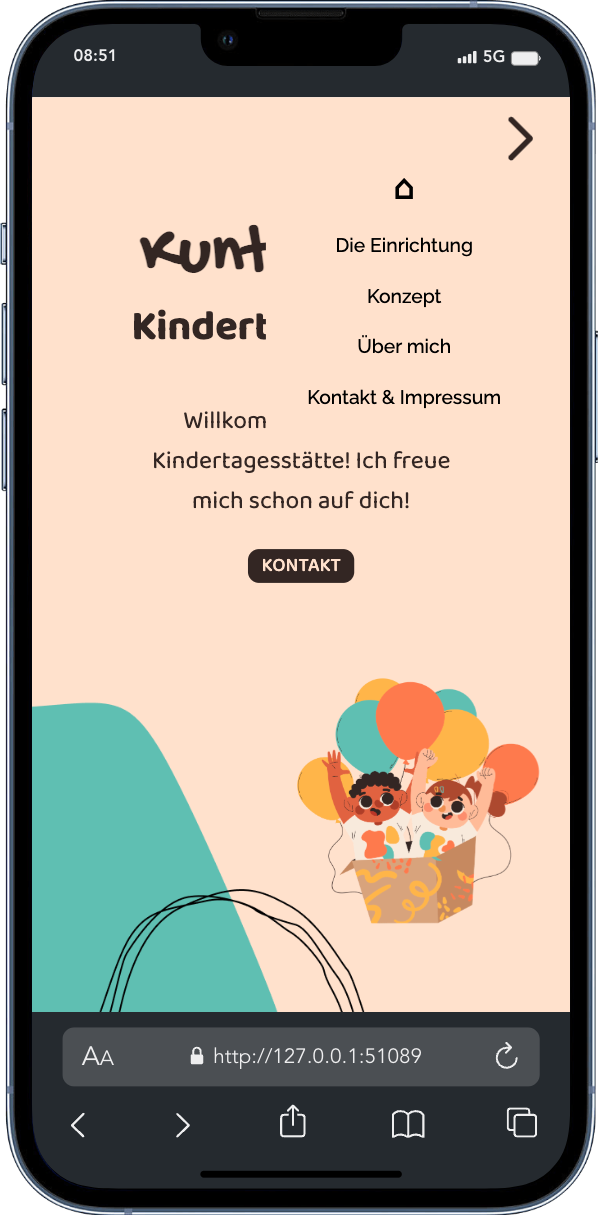 08:51
5G
Die Einrichtung
Kunt
Konzept
Kindert
Über mich
Kontakt & Impressum
Willkom
Kindertagesstätte! Ich freue
mich schon auf dich!
KONTAKT
AA
http://127.0.0.1:51089